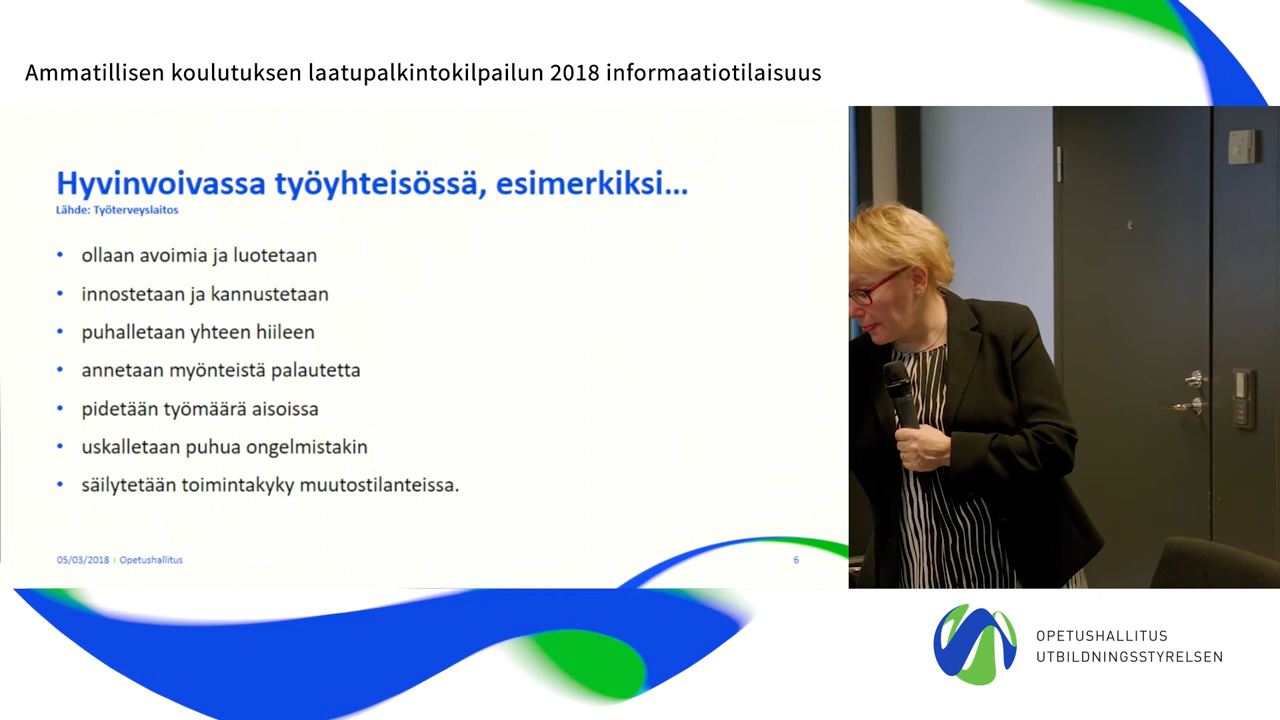 Ammatillisen koulutuksen laatupalkintokilpailun 2018 informaatiotilaisuus
Hyvinvoivassa työyhteisössä, esimerkiksi...
Lähde: Työterveyslaitos
• ollaan avoimia ja luotetaan
• innostetaan ja kannustetaan
• puhalletaan yhteen hiileen
• annetaan myönteistä palautetta
• pidetään työmäärä aisoissa
• uskalletaan puhua ongelmistakin
• säilytetään toimintakyky muutostilanteissa.
05/03/2018 | Opetushallitus
6
OPETUSHALLITUS
UTBILDNINGSSTYRELSEN